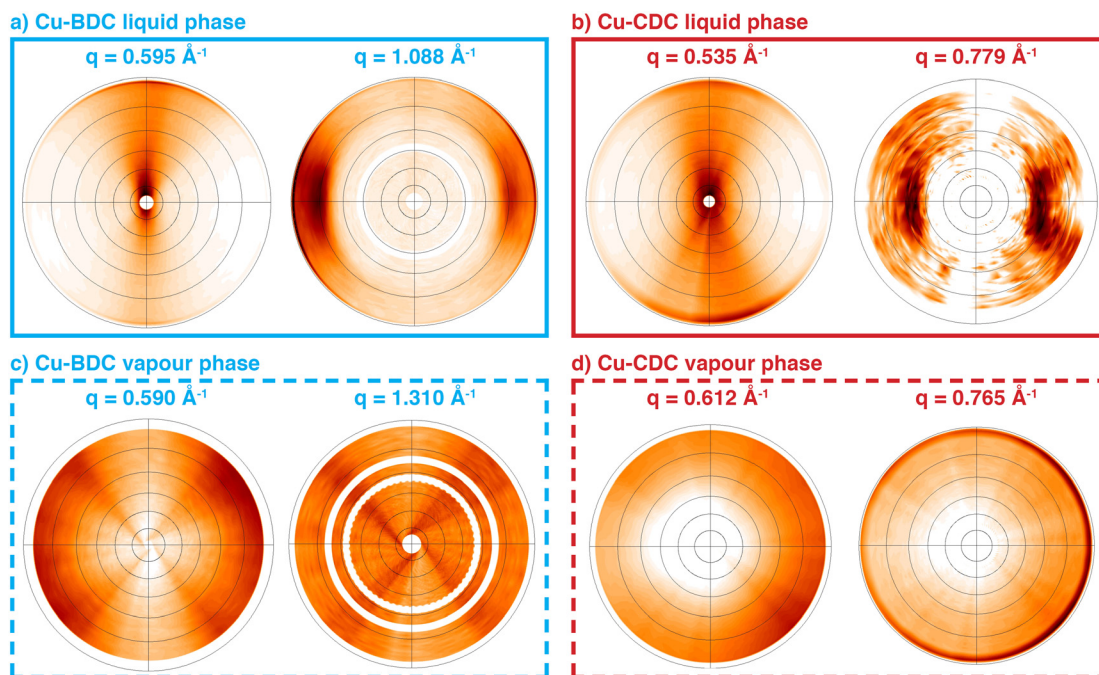 a) Cu-BDC liquid phase
q = 0.595 Å⁻¹
q = 1.088 Å⁻¹
b) Cu-CDC liquid phase
q = 0.535 Å⁻¹
q = 0.779 Å⁻¹
c) Cu-BDC vapour phase
q = 0.590 Å⁻¹
q = 1.310 Å⁻¹
d) Cu-CDC vapour phase
q = 0.612 Å⁻¹
q = 0.765 Å⁻¹